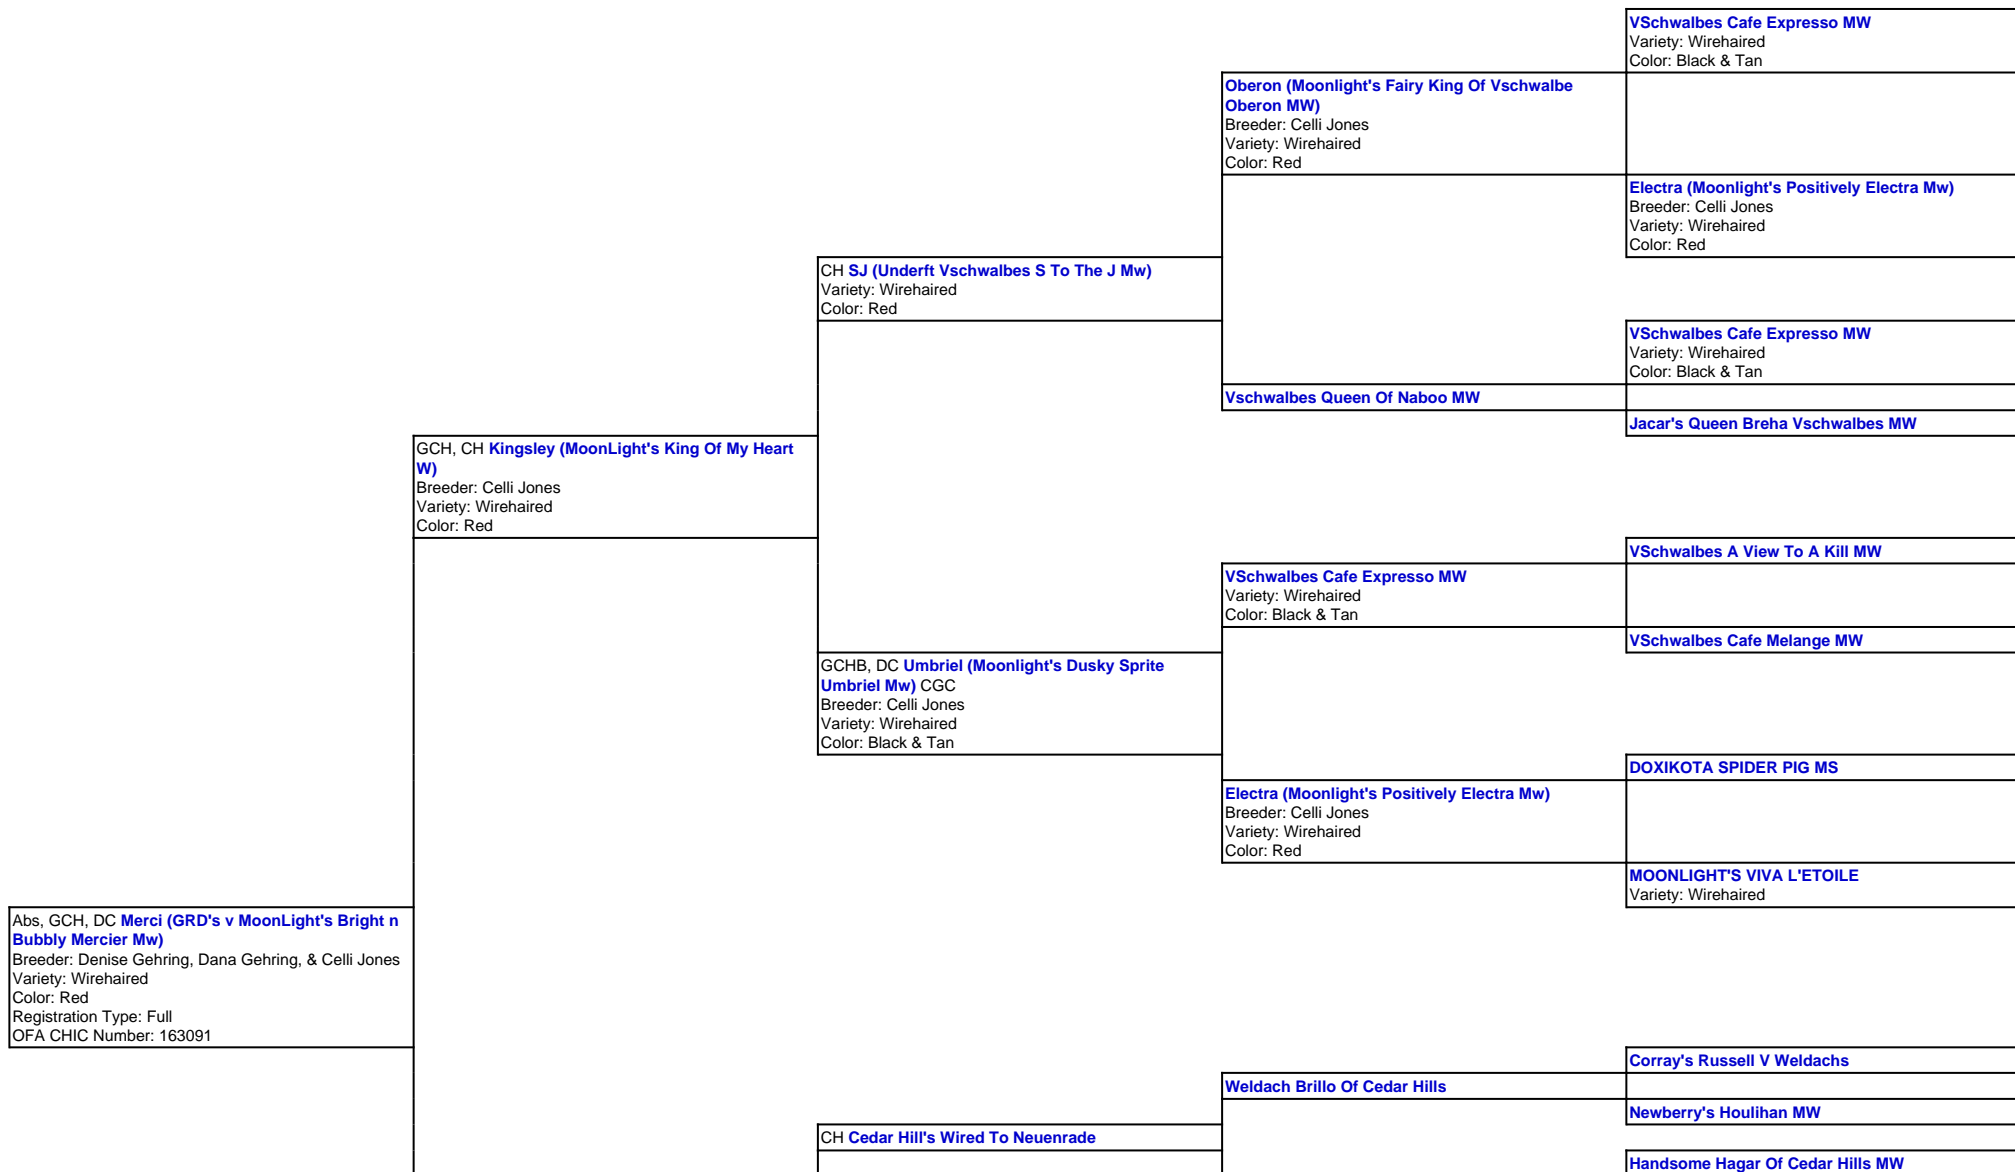 VSchwalbes Cafe Expresso MW
Variety: Wirehaired
Color: Black & Tan
Oberon (Moonlight's Fairy King Of Vschwalbe
Oberon MW)
Breeder: Celli Jones
Variety: Wirehaired
Color: Red
Electra (Moonlight's Positively Electra Mw)
Breeder: Celli Jones
Variety: Wirehaired
Color: Red
CH SJ (Underft Vschwalbes S To The J Mw)
Variety: Wirehaired
Color: Red
VSchwalbes Cafe Expresso MW
Variety: Wirehaired
Color: Black & Tan
Vschwalbes Queen Of Naboo MW
Jacar's Queen Breha Vschwalbes MW
GCH, CH Kingsley (MoonLight's King Of My Heart
W)
Breeder: Celli Jones
Variety: Wirehaired
Color: Red
VSchwalbes A View To A Kill MW
VSchwalbes Cafe Expresso MW
Variety: Wirehaired
Color: Black & Tan
VSchwalbes Cafe Melange MW
GCHB, DC Umbriel (Moonlight's Dusky Sprite
Umbriel Mw) CGC
Breeder: Celli Jones
Variety: Wirehaired
Color: Black & Tan
DOXIKOTA SPIDER PIG MS
Electra (Moonlight's Positively Electra Mw)
Breeder: Celli Jones
Variety: Wirehaired
Color: Red
MOONLIGHT'S VIVA L'ETOILE
Variety: Wirehaired
Abs, GCH, DC Merci (GRD's v MoonLight's Bright n
Bubbly Mercier Mw)
Breeder: Denise Gehring, Dana Gehring, & Celli Jones
Variety: Wirehaired
Color: Red
Registration Type: Full
OFA CHIC Number: 163091
Corray's Russell V Weldachs
Weldach Brillo Of Cedar Hills
Newberry's Houlihan MW
CH Cedar Hill's Wired To Neuenrade
Handsome Hagar Of Cedar Hills MW